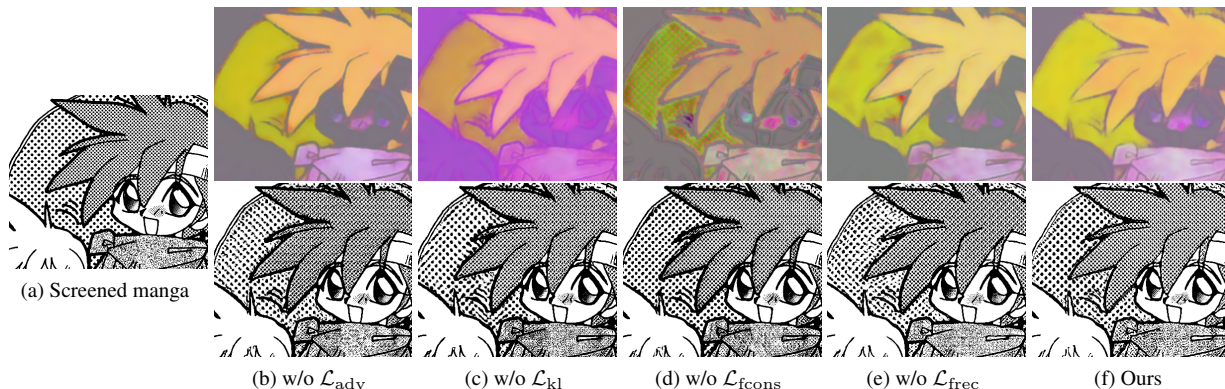 (a) Screened manga
(b) w/o ℒadv
(c) w/o ℒkl
(d) w/o ℒfcons
(e) w/o ℒfrec
(f) Ours